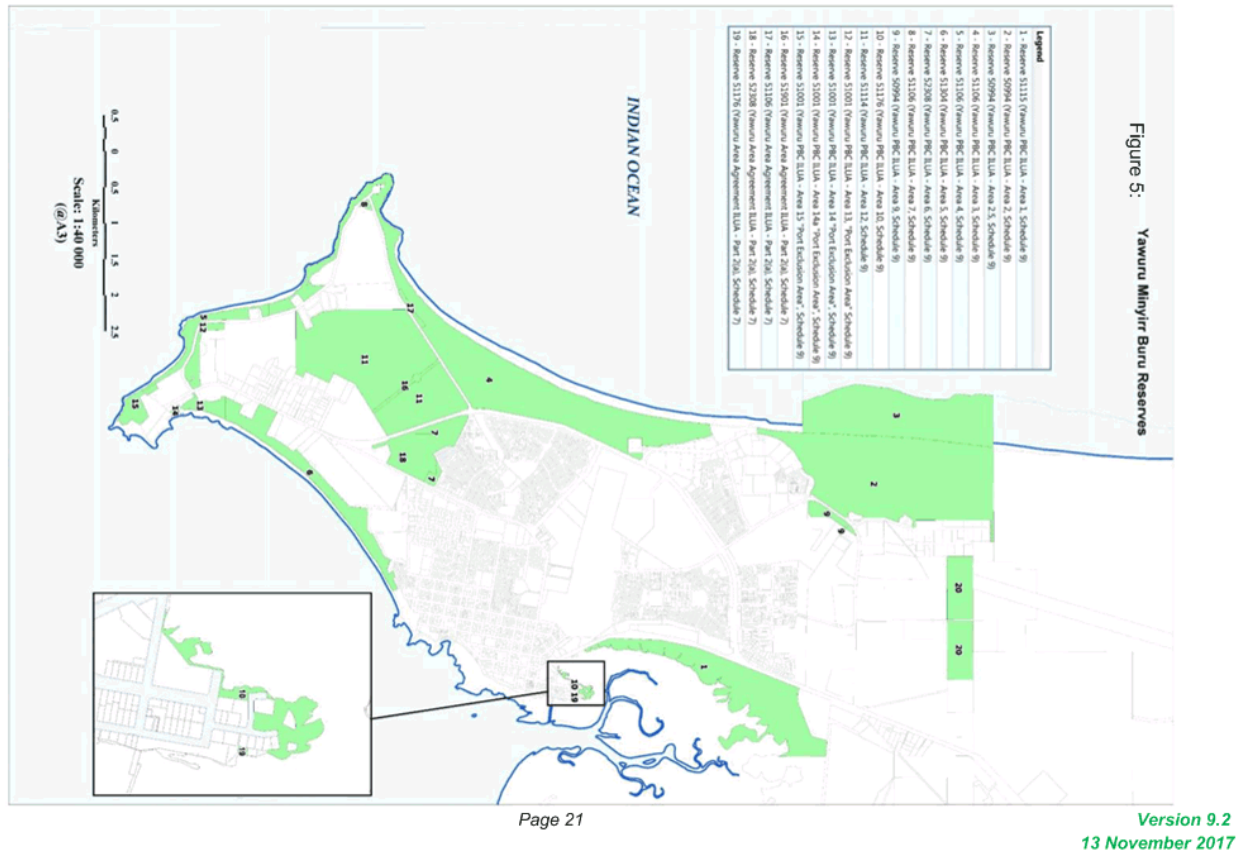 Figure 5: Yawuru Minyirr Buru Reserves
Legend
1 - Reserve 51115 (Yawuru PBC ILUA - Area 1, Schedule 9)
2 - Reserve 50994 (Yawuru PBC ILUA - Area 2, Schedule 9)
3 - Reserve 50994 (Yawuru PBC ILUA - Area 2.5, Schedule 9)
4 - Reserve 51106 (Yawuru PBC ILUA - Area 3, Schedule 9)
5 - Reserve 51106 (Yawuru PBC ILUA - Area 4, Schedule 9)
6 - Reserve 51304 (Yawuru PBC ILUA - Area 5, Schedule 9)
7 - Reserve 52308 (Yawuru PBC ILUA - Area 6, Schedule 9)
8 - Reserve 51106 (Yawuru PBC ILUA - Area 7, Schedule 9)
9 - Reserve 50994 (Yawuru PBC ILUA - Area 9, Schedule 9)
10 - Reserve 51176 (Yawuru PBC ILUA - Area 10, Schedule 9)
11 - Reserve 51114 (Yawuru PBC ILUA - Area 12, Schedule 9)
12 - Reserve 51001 (Yawuru PBC ILUA - Area 13, "Port Exclusion Area" Schedule 9)
13 - Reserve 51001 (Yawuru PBC ILUA - Area 14 "Port Exclusion Area", Schedule 9)
14 - Reserve 51001 (Yawuru PBC ILUA - Area 14a "Port Exclusion Area", Schedule 9)
15 - Reserve 51001 (Yawuru PBC ILUA - Area 15 "Port Exclusion Area", Schedule 9)
16 - Reserve 51901 (Yawuru Area Agreement ILUA - Part 2(a), Schedule 7)
17 - Reserve 51106 (Yawuru Area Agreement ILUA - Part 2(a), Schedule 7)
18 - Reserve 52308 (Yawuru Area Agreement ILUA - Part 2(a), Schedule 7)
19 - Reserve 51176 (Yawuru Area Agreement ILUA - Part 2(a), Schedule 7)
INDIAN OCEAN
3
2
9
9
20
20
4
17
11
16
11
7
18
7
8
5
12
13
14
15
6
1
10 19
10
19
0.5 0 0.5 1 1.5 2 2.5
Kilometers
Scale: 1:40 000
(@A3)
Page 21
Version 9.2
13 November 2017